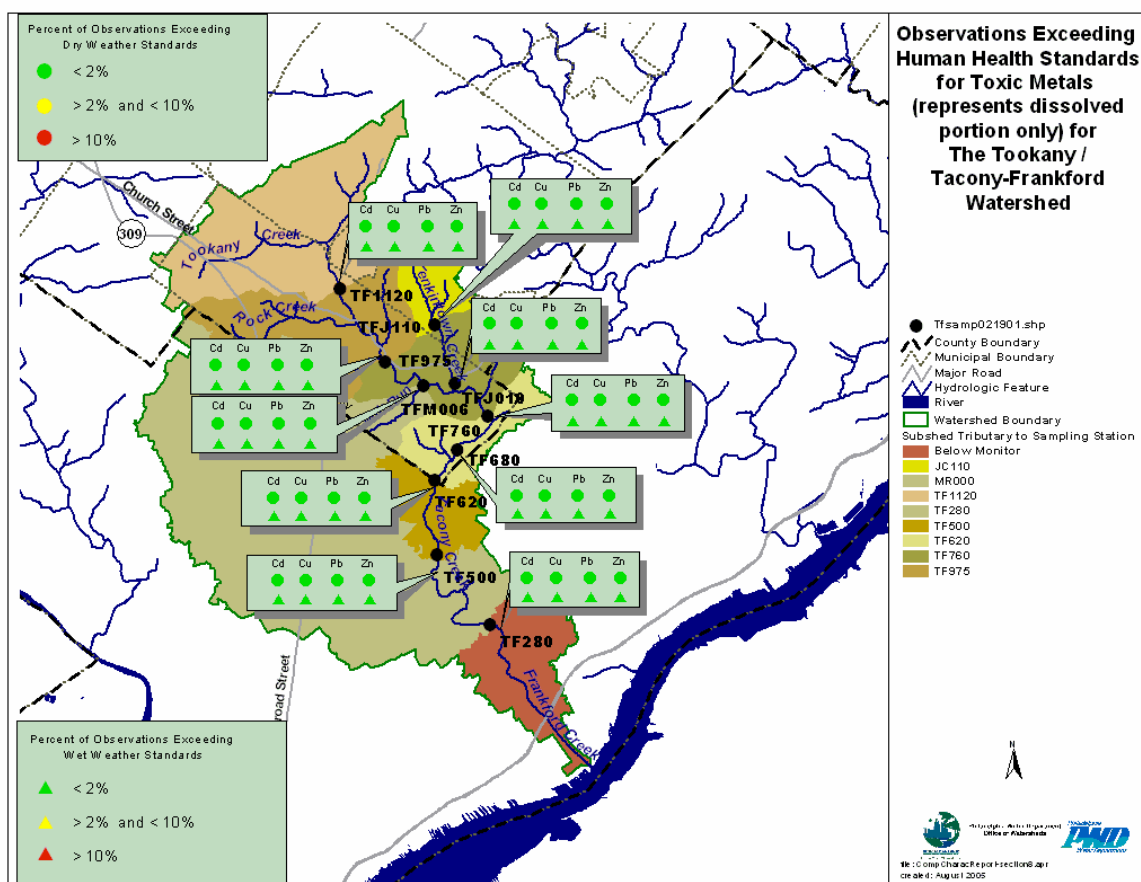 Percent of Observations Exceeding
Dry Weather Standards
< 2%
> 2% and < 10%
> 10%
Observations Exceeding
Human Health Standards
for Toxic Metals
(represents dissolved
portion only) for
The Tookany /
Tacony-Frankford
Watershed
Church Street
309
Tookany Creek
Rock Creek
Cd Cu Pb Zn
Cd Cu Pb Zn
TF1120
TFJ110
Cd Cu Pb Zn
Cd Cu Pb Zn
TF975
TFJ019
Cd Cu Pb Zn
Cd Cu Pb Zn
Run
TFM006
TF760
TF680
Cd Cu Pb Zn
Cd Cu Pb Zn
TF620
Cd Cu Pb Zn
TF500
Cd Cu Pb Zn
TF280
road Street
Frankford Creek
Tfsamp021901.shp
County Boundary
Municipal Boundary
Major Road
Hydrologic Feature
River
Watershed Boundary
Subshed Tributary to Sampling Station
Below Monitor
JC110
MR000
TF1120
TF280
TF500
TF620
TF760
TF975
Percent of Observations Exceeding
Wet Weather Standards
< 2%
> 2% and < 10%
> 10%
N
Office of Watersheds
PWD
file: CompCharacReport-section8.apr
created: August 2005